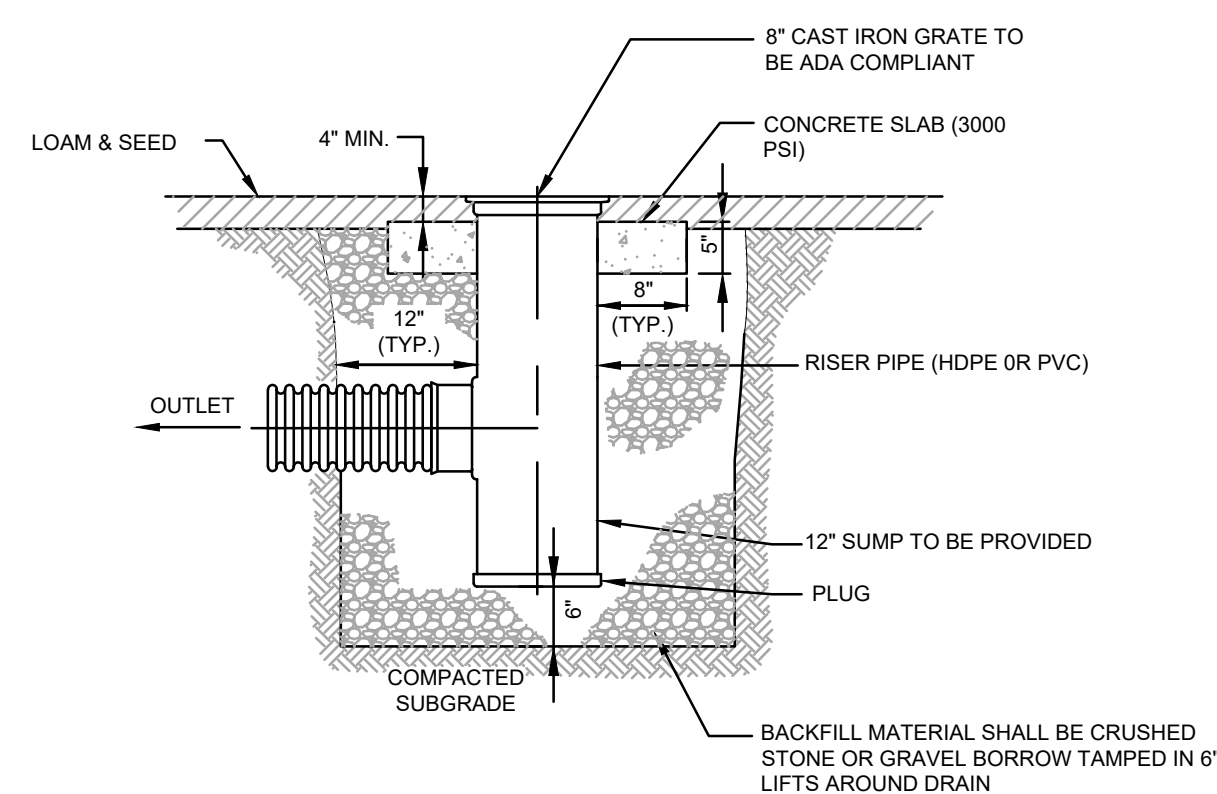 8" CAST IRON GRATE TO
BE ADA COMPLIANT
CONCRETE SLAB (3000
PSI)
LOAM & SEED
4" MIN.
5"
8"
(TYP.)
12"
(TYP.)
RISER PIPE (HDPE 0R PVC)
OUTLET
12" SUMP TO BE PROVIDED
PLUG
6"
COMPACTED
SUBGRADE
BACKFILL MATERIAL SHALL BE CRUSHED
STONE OR GRAVEL BORROW TAMPED IN 6"
LIFTS AROUND DRAIN